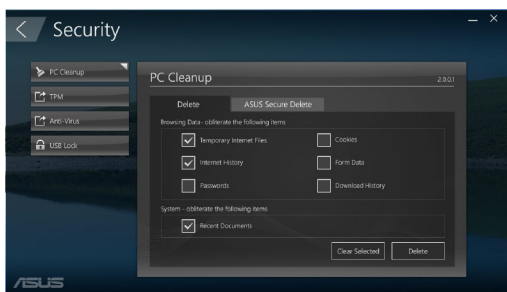 Security
PC Cleanup
TPM
Anti-Virus
USB Lock
PC Cleanup 2.0.0.1
Delete ASUS Secure Delete
Browsing Data- obliterate the following items
Temporary Internet Files Cookies
Internet History Form Data
Passwords Download History
System - obliterate the following items
Recent Documents
Clear Selected Delete
ASUS